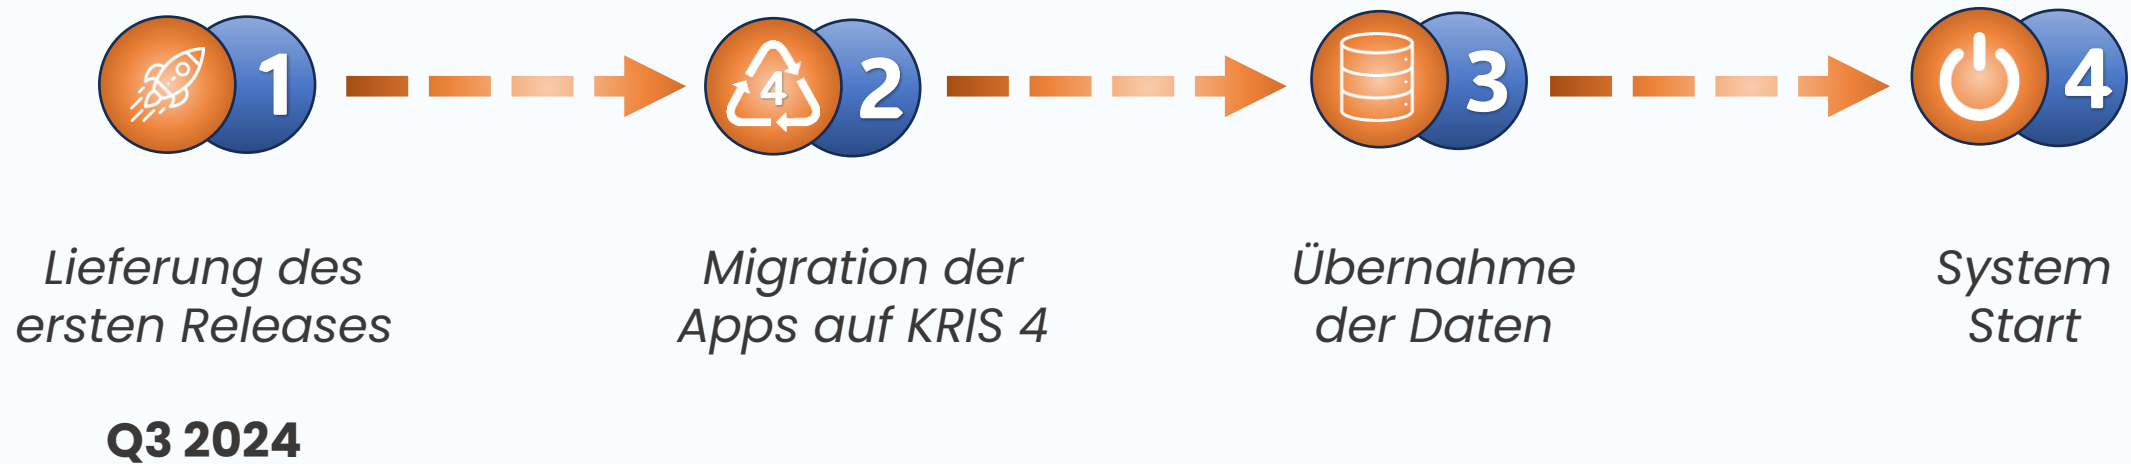 1
4
2
3
4
Lieferung des
ersten Releases
Migration der
Apps auf KRIS 4
Übernahme
der Daten
System
Start
Q3 2024